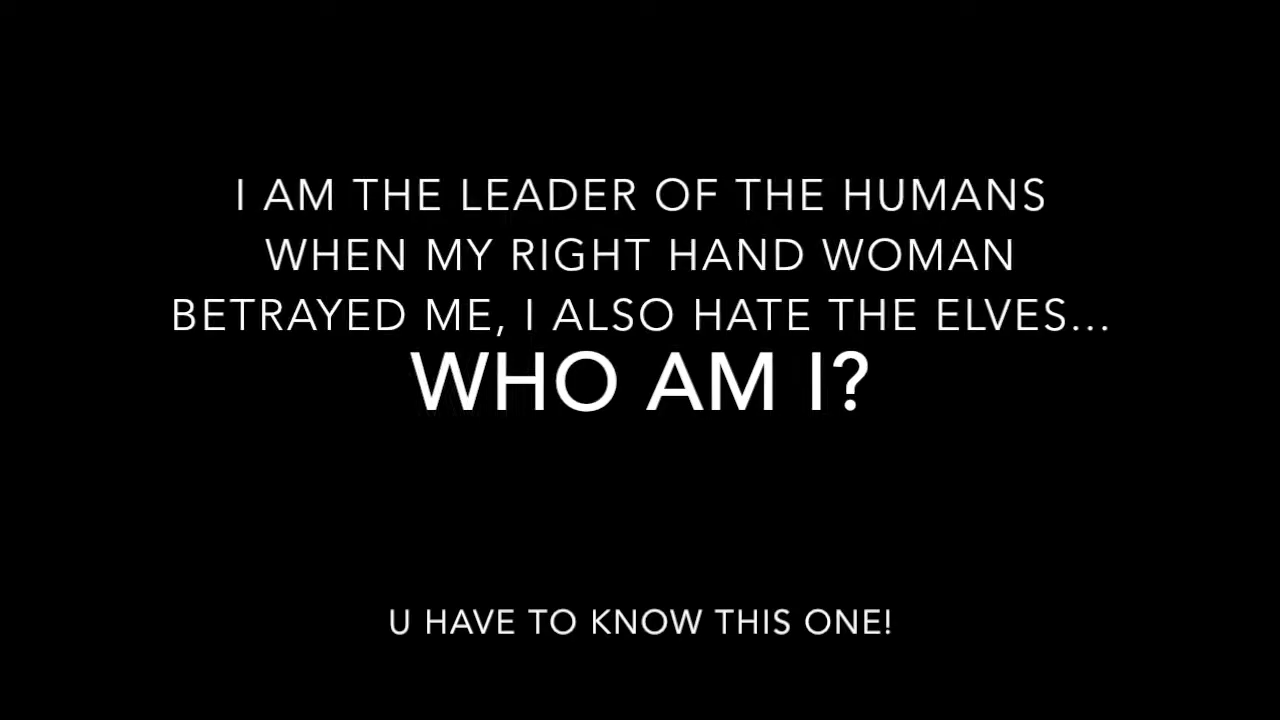 I AM THE LEADER OF THE HUMANS
WHEN MY RIGHT HAND WOMAN
BETRAYED ME, I ALSO HATE THE ELVES...
WHO AM I?
U HAVE TO KNOW THIS ONE!